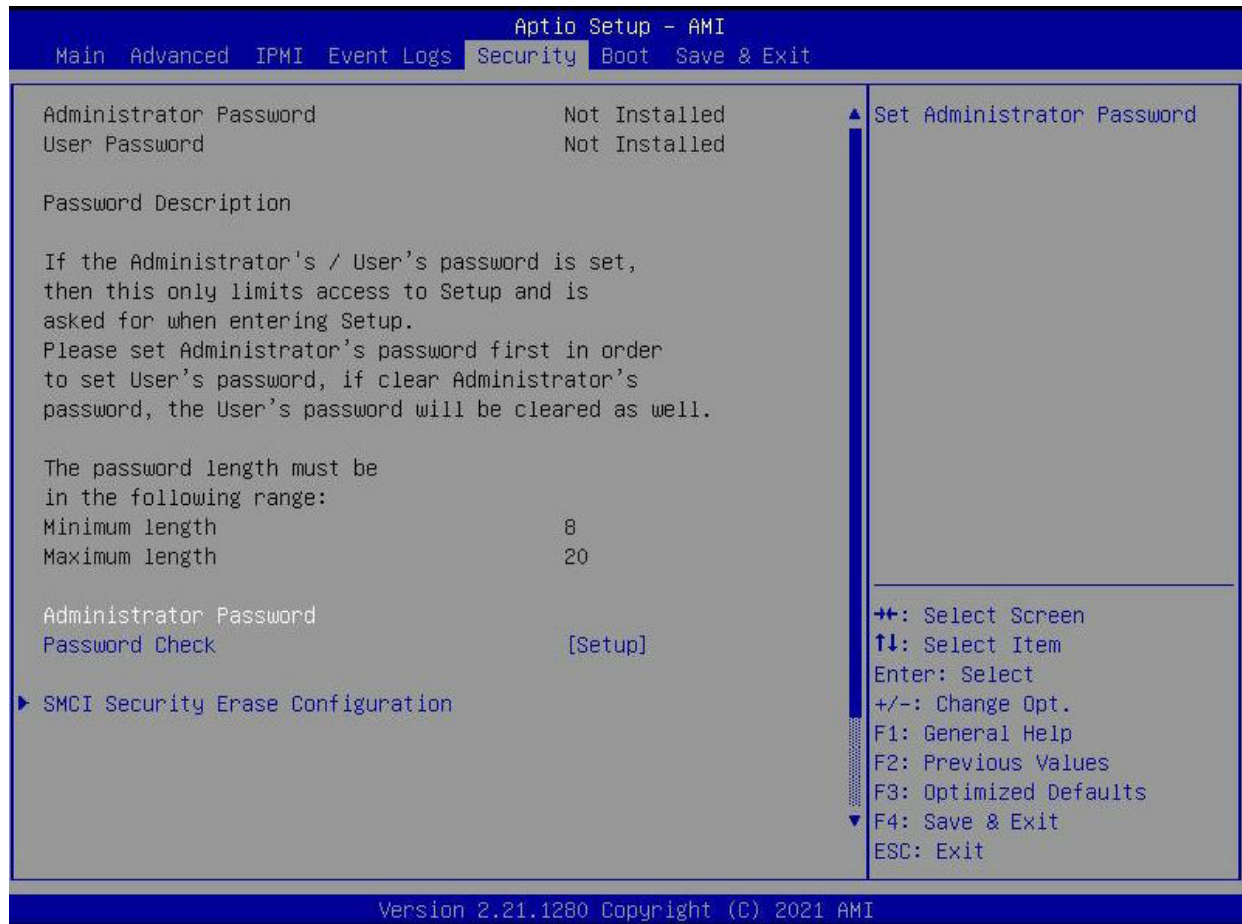 Aptio Setup – AMI
Main Advanced IPMI Event Logs Security Boot Save & Exit
Administrator Password Not Installed
User Password Not Installed
Password Description
If the Administrator's / User's password is set,
then this only limits access to Setup and is
asked for when entering Setup.
Please set Administrator's password first in order
to set User's password, if clear Administrator's
password, the User's password will be cleared as well.
The password length must be
in the following range:
Minimum length 8
Maximum length 20
Administrator Password
Password Check [Setup]
▶ SMCI Security Erase Configuration
Set Administrator Password
→←: Select Screen
↑↓: Select Item
Enter: Select
+/-: Change Opt.
F1: General Help
F2: Previous Values
F3: Optimized Defaults
F4: Save & Exit
ESC: Exit
Version 2.21.1280 Copyright (C) 2021 AMI